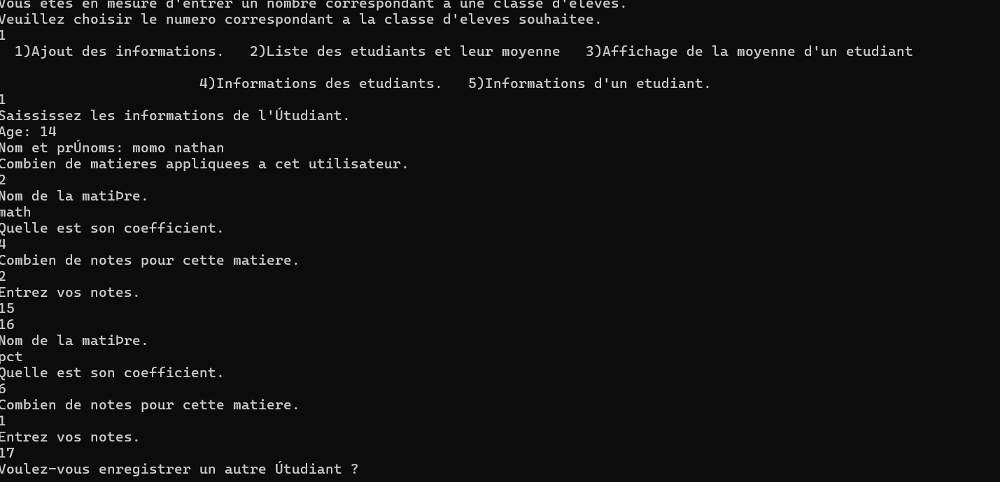 Vous etes en mesure d'entrer un nombre correspondant a une classe d'eleves.
Veuillez choisir le numero correspondant a la classe d'eleves souhaitee.
1
1)Ajout des informations.   2)Liste des etudiants et leur moyenne   3)Affichage de la moyenne d'un etudiant
4)Informations des etudiants.   5)Informations d'un etudiant.
1
Saississez les informations de l'Útudiant.
Age: 14
Nom et prÚnoms: momo nathan
Combien de matieres appliquees a cet utilisateur.
2
Nom de la matiÞre.
math
Quelle est son coefficient.
4
Combien de notes pour cette matiere.
2
Entrez vos notes.
15
16
Nom de la matiÞre.
pct
Quelle est son coefficient.
6
Combien de notes pour cette matiere.
1
Entrez vos notes.
17
Voulez-vous enregistrer un autre Útudiant ?